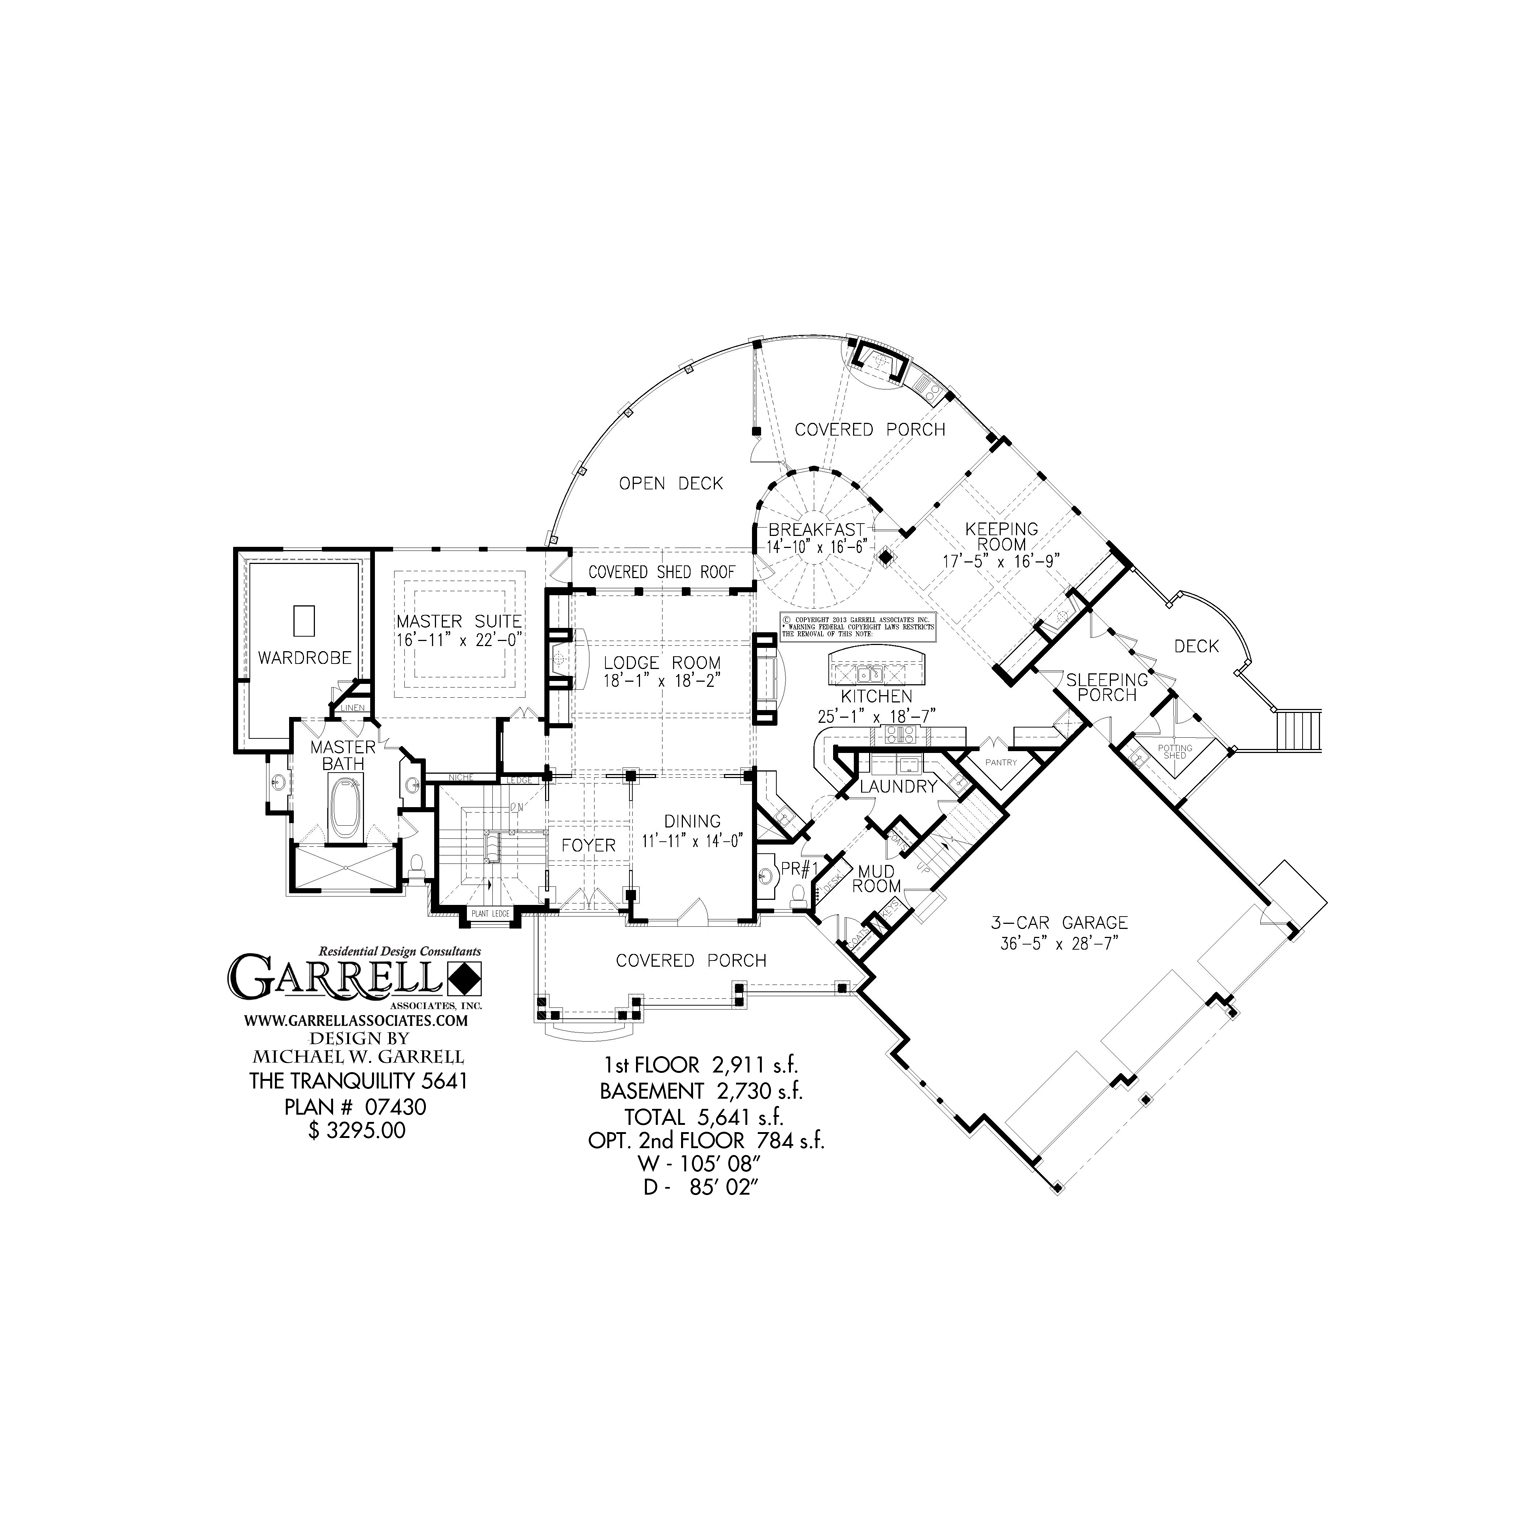 COVERED PORCH
OPEN DECK
BREAKFAST
14'-10" x 16'-6"
KEEPING
ROOM
17'-5" x 16'-9"
COVERED SHED ROOF
MASTER SUITE
16'-11" x 22'-0"
WARDROBE
LINEN
© COPYRIGHT 2013 GARRELL ASSOCIATES INC.
* WARNING FEDERAL COPYRIGHT LAWS RESTRICTS
THE REMOVAL OF THIS NOTE
LODGE ROOM
18'-1" x 18'-2"
DECK
SLEEPING
PORCH
KITCHEN
25'-1" x 18'-7"
MASTER
BATH
POTTING
SHED
PANTRY
NICHE
LEDGE
LAUNDRY
DN
DINING
11'-11" x 14'-0"
FOYER
PR#1
DESK
MUD
ROOM
UP
COATS
PLANT LEDGE
3-CAR GARAGE
36'-5" x 28'-7"
COVERED PORCH
Residential Design Consultants
GARRELL
ASSOCIATES, INC.
WWW.GARRELLASSOCIATES.COM
DESIGN BY
MICHAEL W. GARRELL
THE TRANQUILITY 5641
PLAN # 07430
$ 3295.00
1st FLOOR 2,911 s.f.
BASEMENT 2,730 s.f.
TOTAL 5,641 s.f.
OPT. 2nd FLOOR 784 s.f.
W - 105' 08"
D - 85' 02"